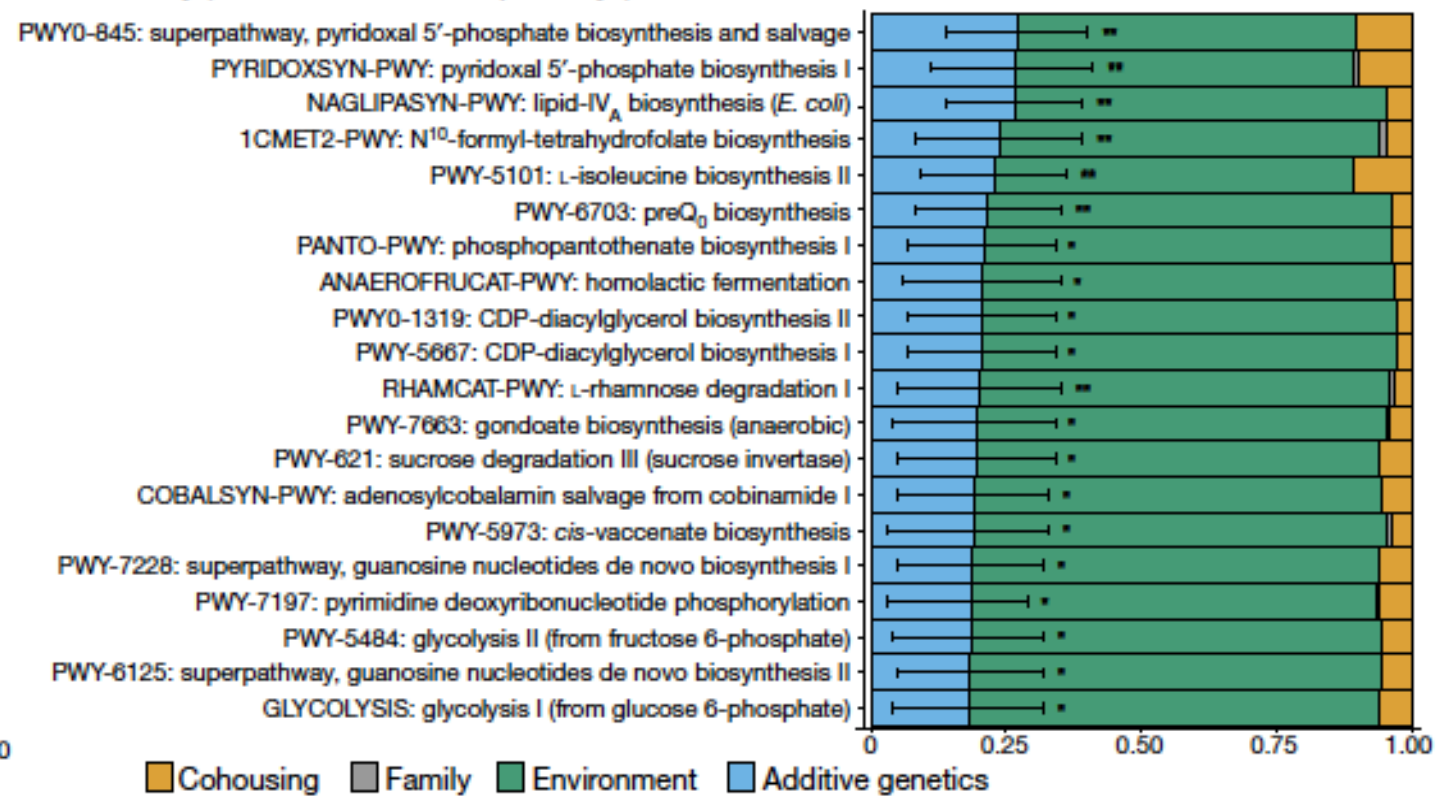 PWY0-845: superpathway, pyridoxal 5′-phosphate biosynthesis and salvage **
PYRIDOXSYN-PWY: pyridoxal 5′-phosphate biosynthesis I **
NAGLIPASYN-PWY: lipid-IVA biosynthesis (E. coli) **
1CMET2-PWY: N10-formyl-tetrahydrofolate biosynthesis **
PWY-5101: L-isoleucine biosynthesis II **
PWY-6703: preQ0 biosynthesis **
PANTO-PWY: phosphopantothenate biosynthesis I *
ANAEROFRUCAT-PWY: homolactic fermentation *
PWY0-1319: CDP-diacylglycerol biosynthesis II *
PWY-5667: CDP-diacylglycerol biosynthesis I *
RHAMCAT-PWY: L-rhamnose degradation I **
PWY-7663: gondoate biosynthesis (anaerobic) *
PWY-621: sucrose degradation III (sucrose invertase) *
COBALSYN-PWY: adenosylcobalamin salvage from cobinamide I *
PWY-5973: cis-vaccenate biosynthesis *
PWY-7228: superpathway, guanosine nucleotides de novo biosynthesis I *
PWY-7197: pyrimidine deoxyribonucleotide phosphorylation *
PWY-5484: glycolysis II (from fructose 6-phosphate) *
PWY-6125: superpathway, guanosine nucleotides de novo biosynthesis II *
GLYCOLYSIS: glycolysis I (from glucose 6-phosphate) *
0 0.25 0.50 0.75 1.00
0
Cohousing Family Environment Additive genetics